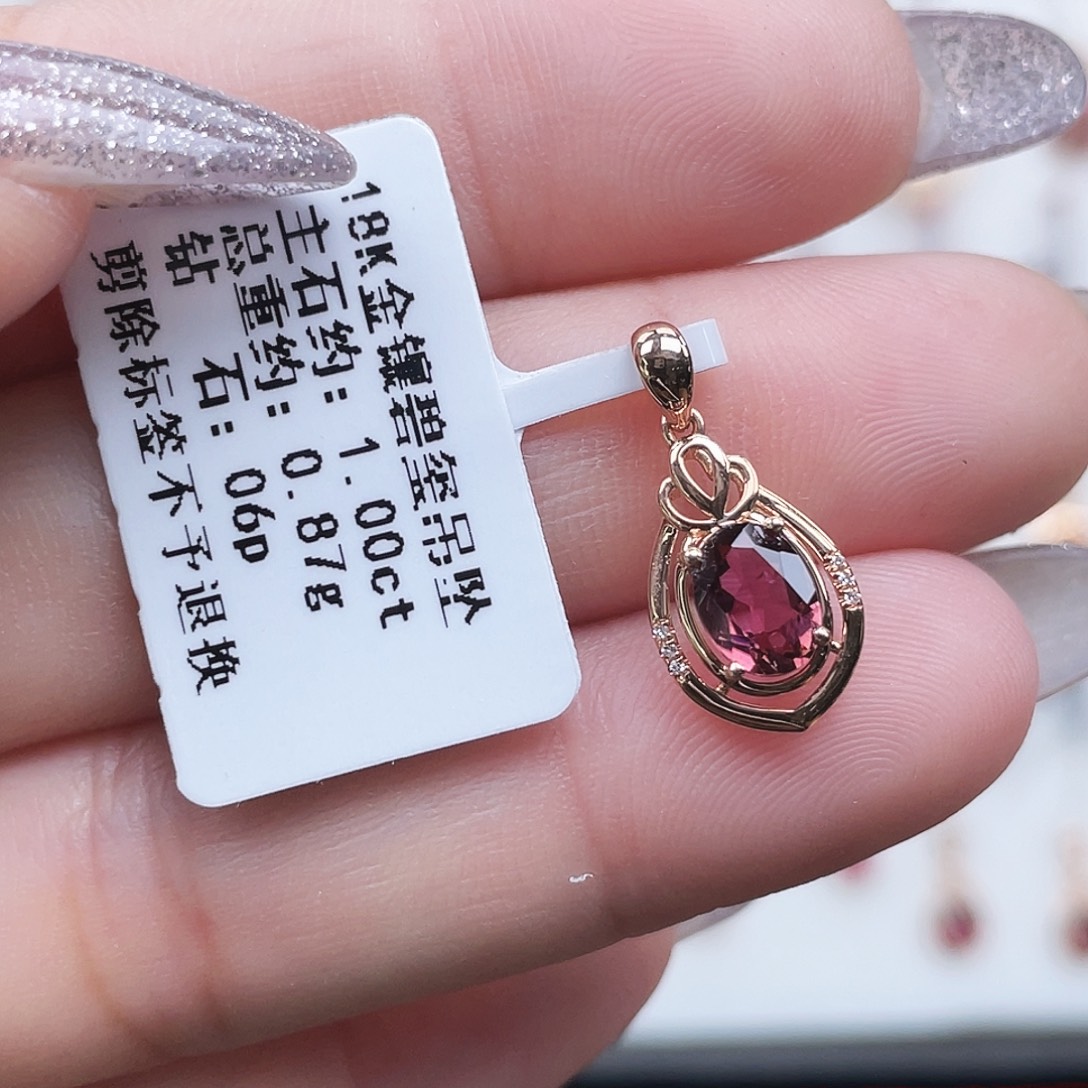 18K金镶碧玺吊坠
主石约: 1.00ct
总重约: 0.87g
钻 石: 06p
剪除标签不予退换